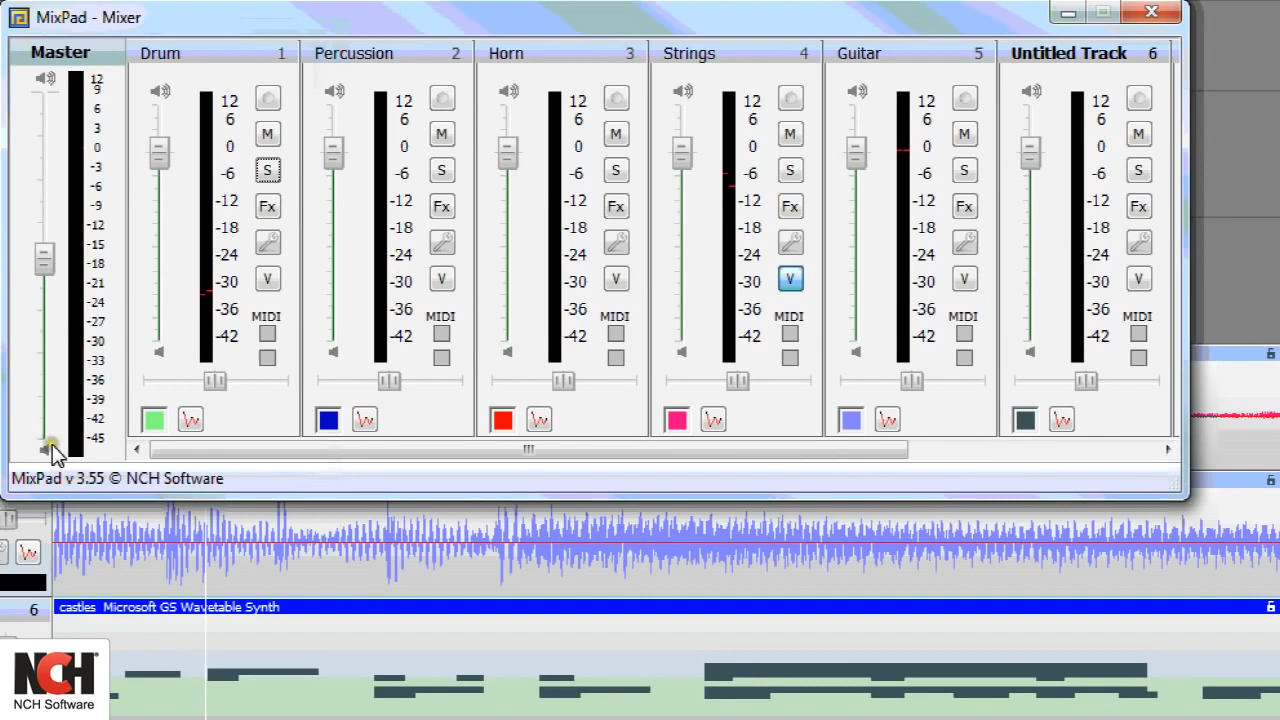 MixPad - Mixer
Master
Drum 1
Percussion 2
Horn 3
Strings 4
Guitar 5
Untitled Track 6
12
9
6
3
0
-3
-6
-9
-12
-15
-18
-21
-24
-27
-30
-33
-36
-39
-42
-45
12
6
0
-6
-12
-18
-24
-30
-36
-42
M
S
Fx
V
MIDI
12
6
0
-6
-12
-18
-24
-30
-36
-42
M
S
Fx
V
MIDI
12
6
0
-6
-12
-18
-24
-30
-36
-42
M
S
Fx
V
MIDI
12
6
0
-6
-12
-18
-24
-30
-36
-42
M
S
Fx
V
MIDI
12
6
0
-6
-12
-18
-24
-30
-36
-42
M
S
Fx
V
MIDI
12
6
0
-6
-12
-18
-24
-30
-36
-42
M
S
Fx
V
MIDI
MixPad v 3.55 © NCH Software
6
castles Microsoft GS Wavetable Synth
NCH
NCH Software